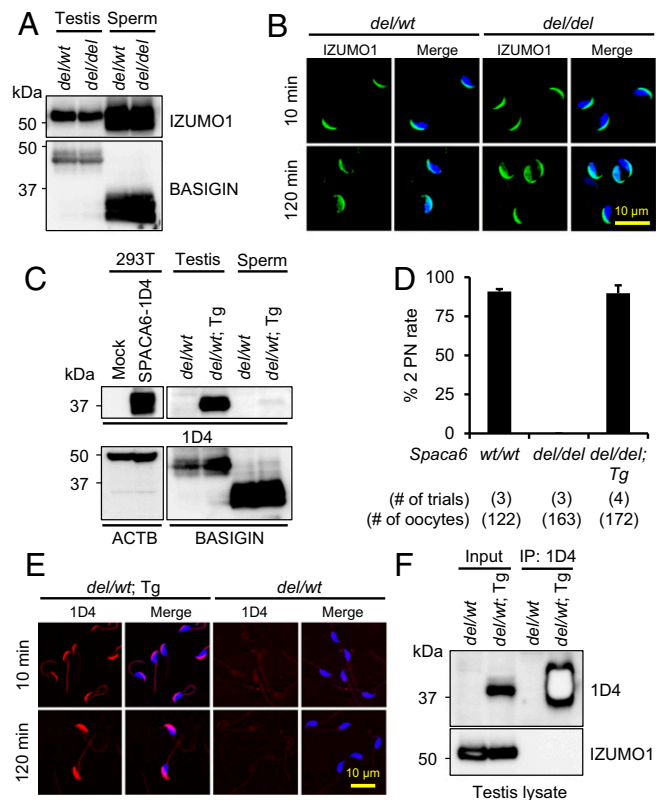 A
Testis Sperm
del/wt
del/del
del/wt
del/del
kDa
50
37
IZUMO1
BASIGIN
B
del/wt del/del
IZUMO1 Merge IZUMO1 Merge
10 min
120 min
10 µm
C
293T Testis Sperm
Mock
SPACA6-1D4
del/wt
del/wt; Tg
del/wt
del/wt; Tg
kDa
37
1D4
50
37
ACTB BASIGIN
D
% 2 PN rate
100
75
50
25
0
Spaca6 wt/wt del/del del/del; Tg
(# of trials) (3) (3) (4)
(# of oocytes) (122) (163) (172)
E
del/wt; Tg del/wt
1D4 Merge 1D4 Merge
10 min
120 min
10 µm
F
Input IP: 1D4
del/wt
del/wt; Tg
del/wt
del/wt; Tg
kDa
37
1D4
50
IZUMO1
Testis lysate